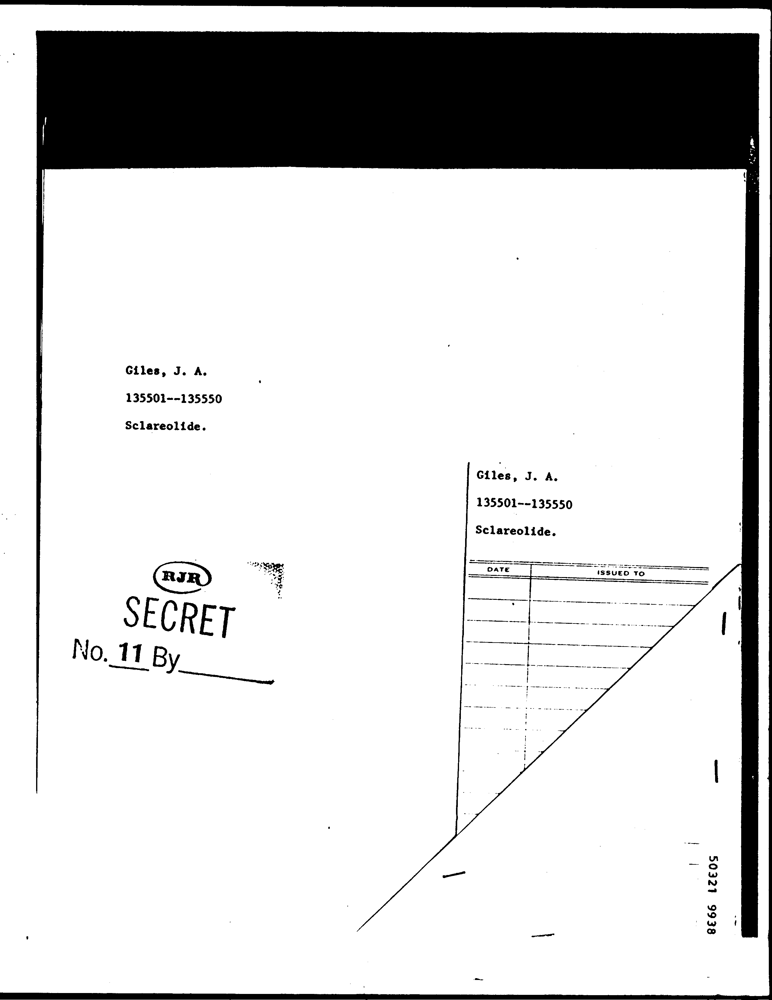 Giles, J. A.
135501--135550
Sclareolide.
Giles, J. A.
135501--135550
Sclareolide.
DATE ISSUED TO
RJR
SECRET
No. 11 By
50321 9938